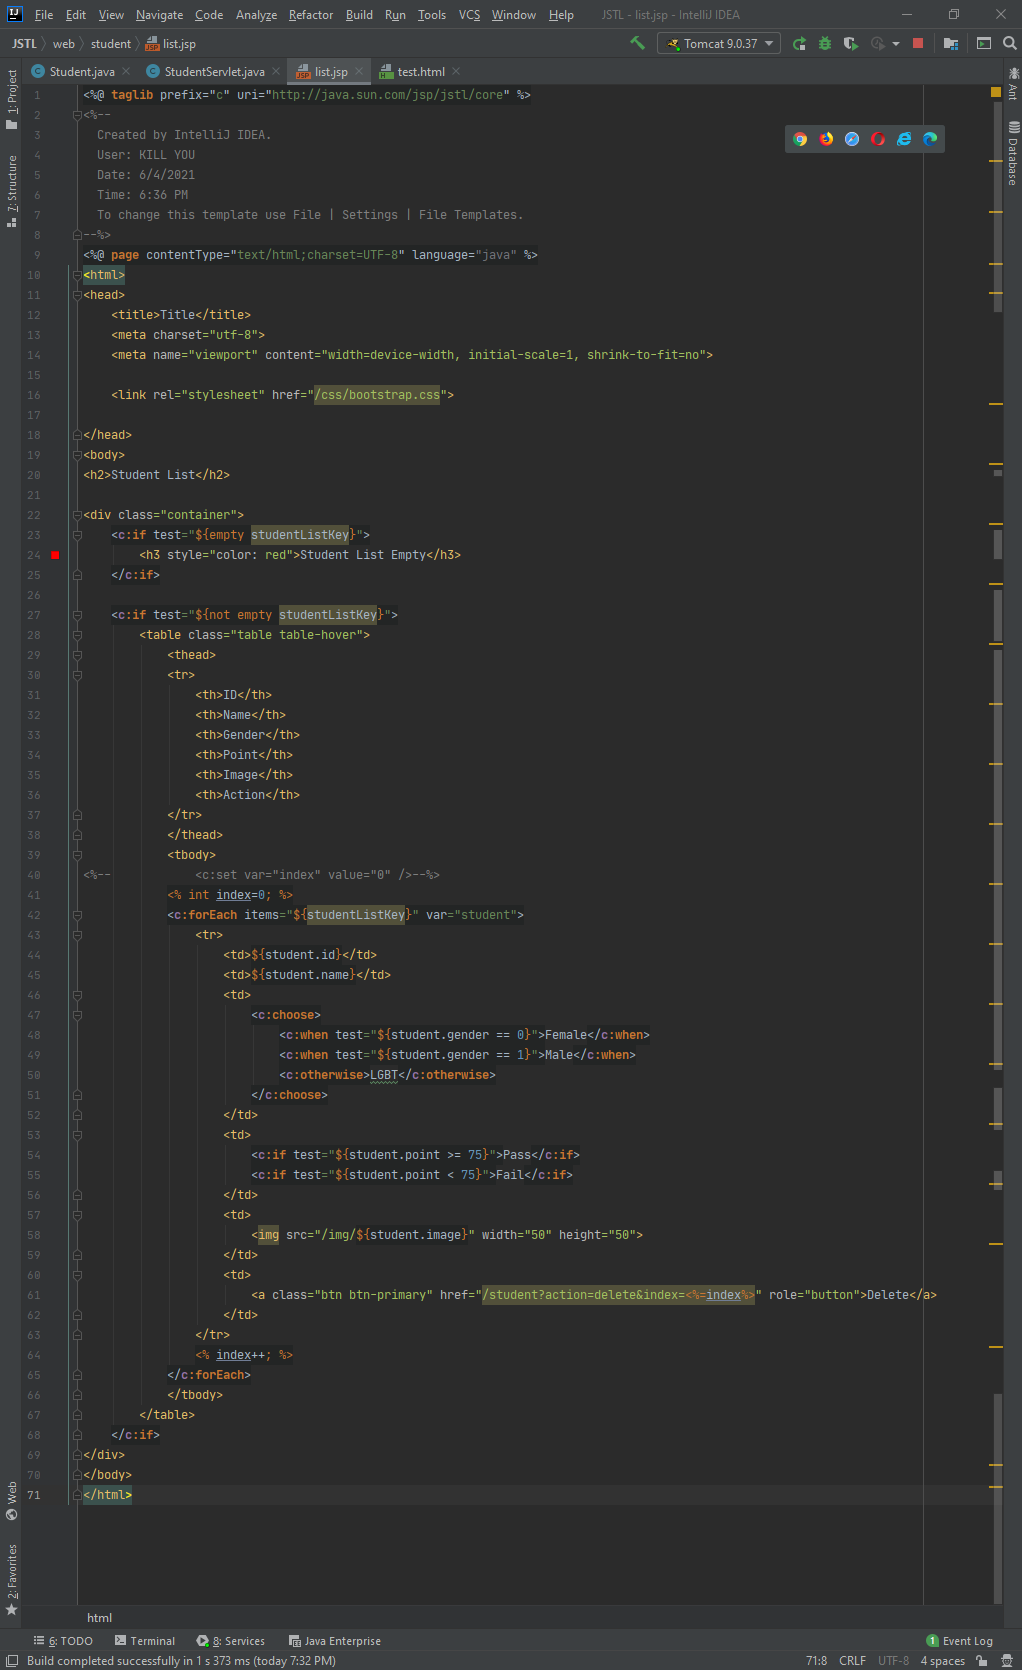 File Edit View Navigate Code Analyze Refactor Build Run Tools VCS Window Help JSTL - list.jsp - IntelliJ IDEA
JSTL web student list.jsp Tomcat 9.0.37
Student.java StudentServlet.java list.jsp test.html
1: Project
7: Structure
Ant
Database
1 <%@ taglib prefix="c" uri="http://java.sun.com/jsp/jstl/core" %>
2 <%--
3   Created by IntelliJ IDEA.
4   User: KILL YOU
5   Date: 6/4/2021
6   Time: 6:36 PM
7   To change this template use File | Settings | File Templates.
8 --%>
9 <%@ page contentType="text/html;charset=UTF-8" language="java" %>
10 <html>
11 <head>
12     <title>Title</title>
13     <meta charset="utf-8">
14     <meta name="viewport" content="width=device-width, initial-scale=1, shrink-to-fit=no">
15
16     <link rel="stylesheet" href="/css/bootstrap.css">
17
18 </head>
19 <body>
20 <h2>Student List</h2>
21
22 <div class="container">
23     <c:if test="${empty studentListKey}">
24         <h3 style="color: red">Student List Empty</h3>
25     </c:if>
26
27     <c:if test="${not empty studentListKey}">
28         <table class="table table-hover">
29             <thead>
30             <tr>
31                 <th>ID</th>
32                 <th>Name</th>
33                 <th>Gender</th>
34                 <th>Point</th>
35                 <th>Image</th>
36                 <th>Action</th>
37             </tr>
38             </thead>
39             <tbody>
40 <%--            <c:set var="index" value="0" />--%>
41             <% int index=0; %>
42             <c:forEach items="${studentListKey}" var="student">
43                 <tr>
44                     <td>${student.id}</td>
45                     <td>${student.name}</td>
46                     <td>
47                         <c:choose>
48                             <c:when test="${student.gender == 0}">Female</c:when>
49                             <c:when test="${student.gender == 1}">Male</c:when>
50                             <c:otherwise>LGBT</c:otherwise>
51                         </c:choose>
52                     </td>
53                     <td>
54                         <c:if test="${student.point >= 75}">Pass</c:if>
55                         <c:if test="${student.point < 75}">Fail</c:if>
56                     </td>
57                     <td>
58                         <img src="/img/${student.image}" width="50" height="50">
59                     </td>
60                     <td>
61                         <a class="btn btn-primary" href="/student?action=delete&index=<%=index%>" role="button">Delete</a>
62                     </td>
63                 </tr>
64                 <% index++; %>
65             </c:forEach>
66             </tbody>
67         </table>
68     </c:if>
69 </div>
70 </body>
71 </html>
Web
2: Favorites
html
6: TODO Terminal 8: Services Java Enterprise 1 Event Log
Build completed successfully in 1 s 373 ms (today 7:32 PM) 71:8 CRLF UTF-8 4 spaces